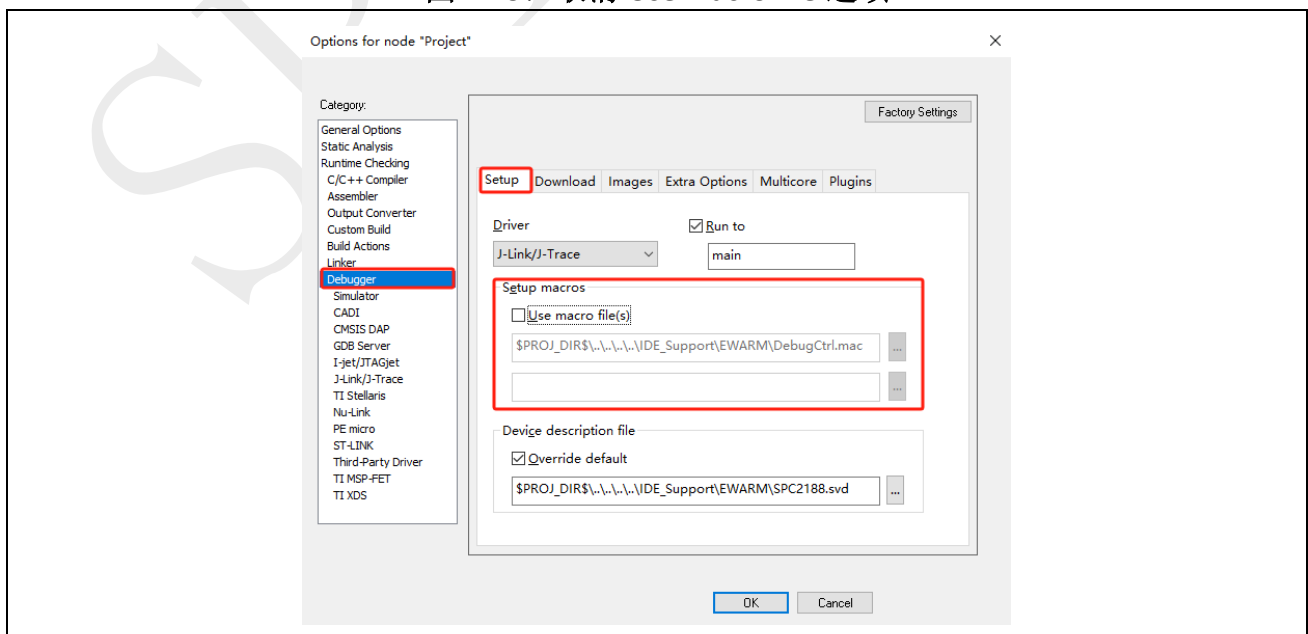 Options for node "Project"
Category:
Factory Settings
General Options
Static Analysis
Runtime Checking
C/C++ Compiler
Assembler
Output Converter
Custom Build
Build Actions
Linker
Debugger
Simulator
CADI
CMSIS DAP
GDB Server
I-jet/JTAGjet
J-Link/J-Trace
TI Stellaris
Nu-Link
PE micro
ST-LINK
Third-Party Driver
TI MSP-FET
TI XDS
Setup Download Images Extra Options Multicore Plugins
Driver
Run to
J-Link/J-Trace
main
Setup macros
Use macro file(s)
$PROJ_DIR$\..\..\..\..\IDE_Support\EWARM\DebugCtrl.mac
...
...
Device description file
Override default
$PROJ_DIR$\..\..\..\..\IDE_Support\EWARM\SPC2188.svd
...
OK Cancel